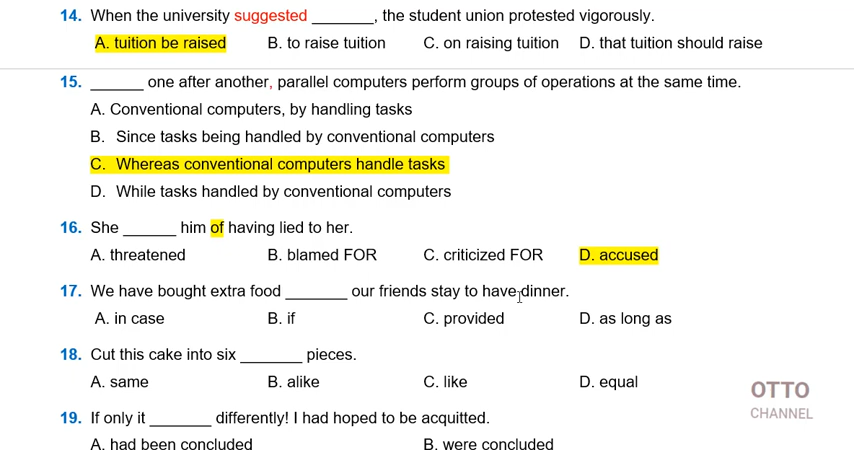 14. When the university suggested _______, the student union protested vigorously.
A. tuition be raised B. to raise tuition C. on raising tuition D. that tuition should raise
15. ______ one after another, parallel computers perform groups of operations at the same time.
A. Conventional computers, by handling tasks
B. Since tasks being handled by conventional computers
C. Whereas conventional computers handle tasks
D. While tasks handled by conventional computers
16. She ______ him of having lied to her.
A. threatened B. blamed FOR C. criticized FOR D. accused
17. We have bought extra food _______ our friends stay to have dinner.
A. in case B. if C. provided D. as long as
18. Cut this cake into six _______ pieces.
A. same B. alike C. like D. equal
OTTO
CHANNEL
19. If only it _______ differently! I had hoped to be acquitted.
A. had been concluded B. were concluded